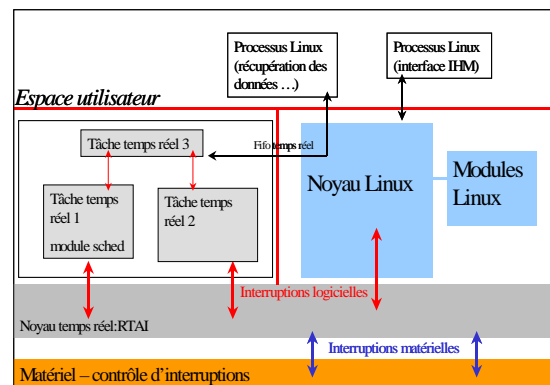 Processus Linux
(récupération des
données …)
Processus Linux
(interface IHM)
Espace utilisateur
Tâche temps réel 3
Fifo temps réel
Tâche temps
réel 1
module sched
Tâche temps
réel 2
Noyau Linux
Modules
Linux
Interruptions logicielles
Noyau temps réel:RTAI
Interruptions matérielles
Matériel – contrôle d'interruptions